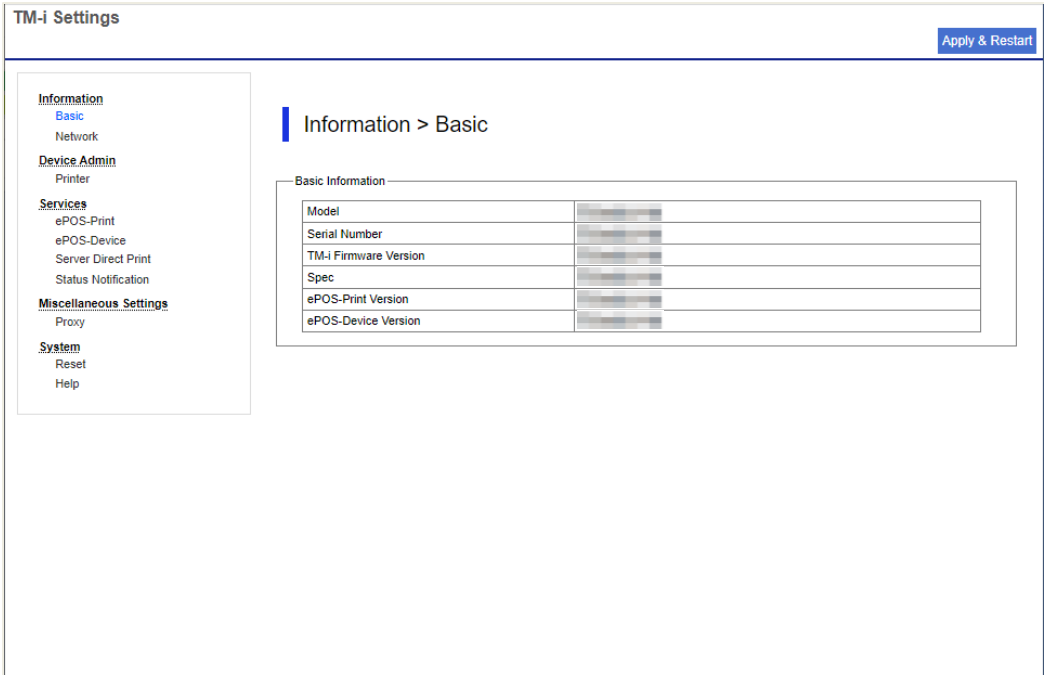 TM-i Settings
Apply & Restart
Information
Basic
Network
Device Admin
Printer
Services
ePOS-Print
ePOS-Device
Server Direct Print
Status Notification
Miscellaneous Settings
Proxy
System
Reset
Help
Information > Basic
Basic Information
Model
Serial Number
TM-i Firmware Version
Spec
ePOS-Print Version
ePOS-Device Version